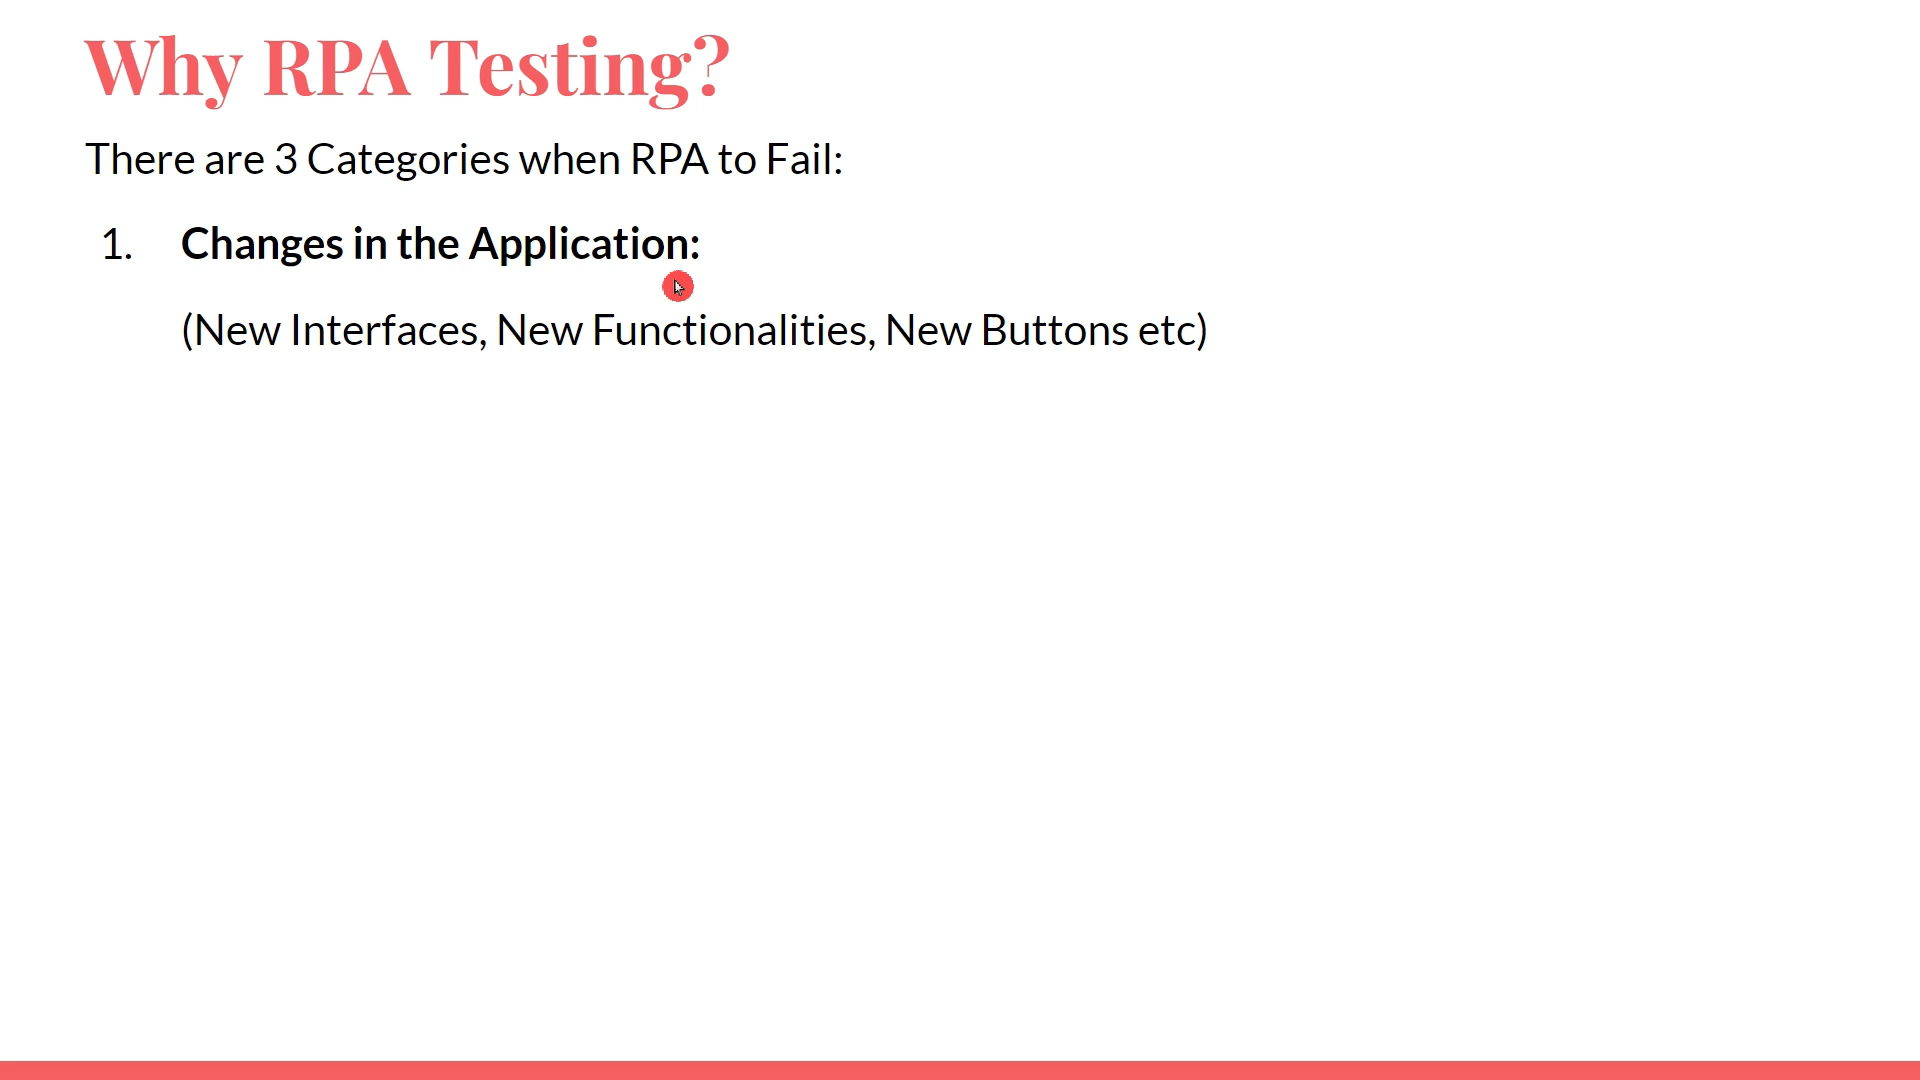 Why RPA Testing?
There are 3 Categories when RPA to Fail:
1. Changes in the Application:
(New Interfaces, New Functionalities, New Buttons etc)